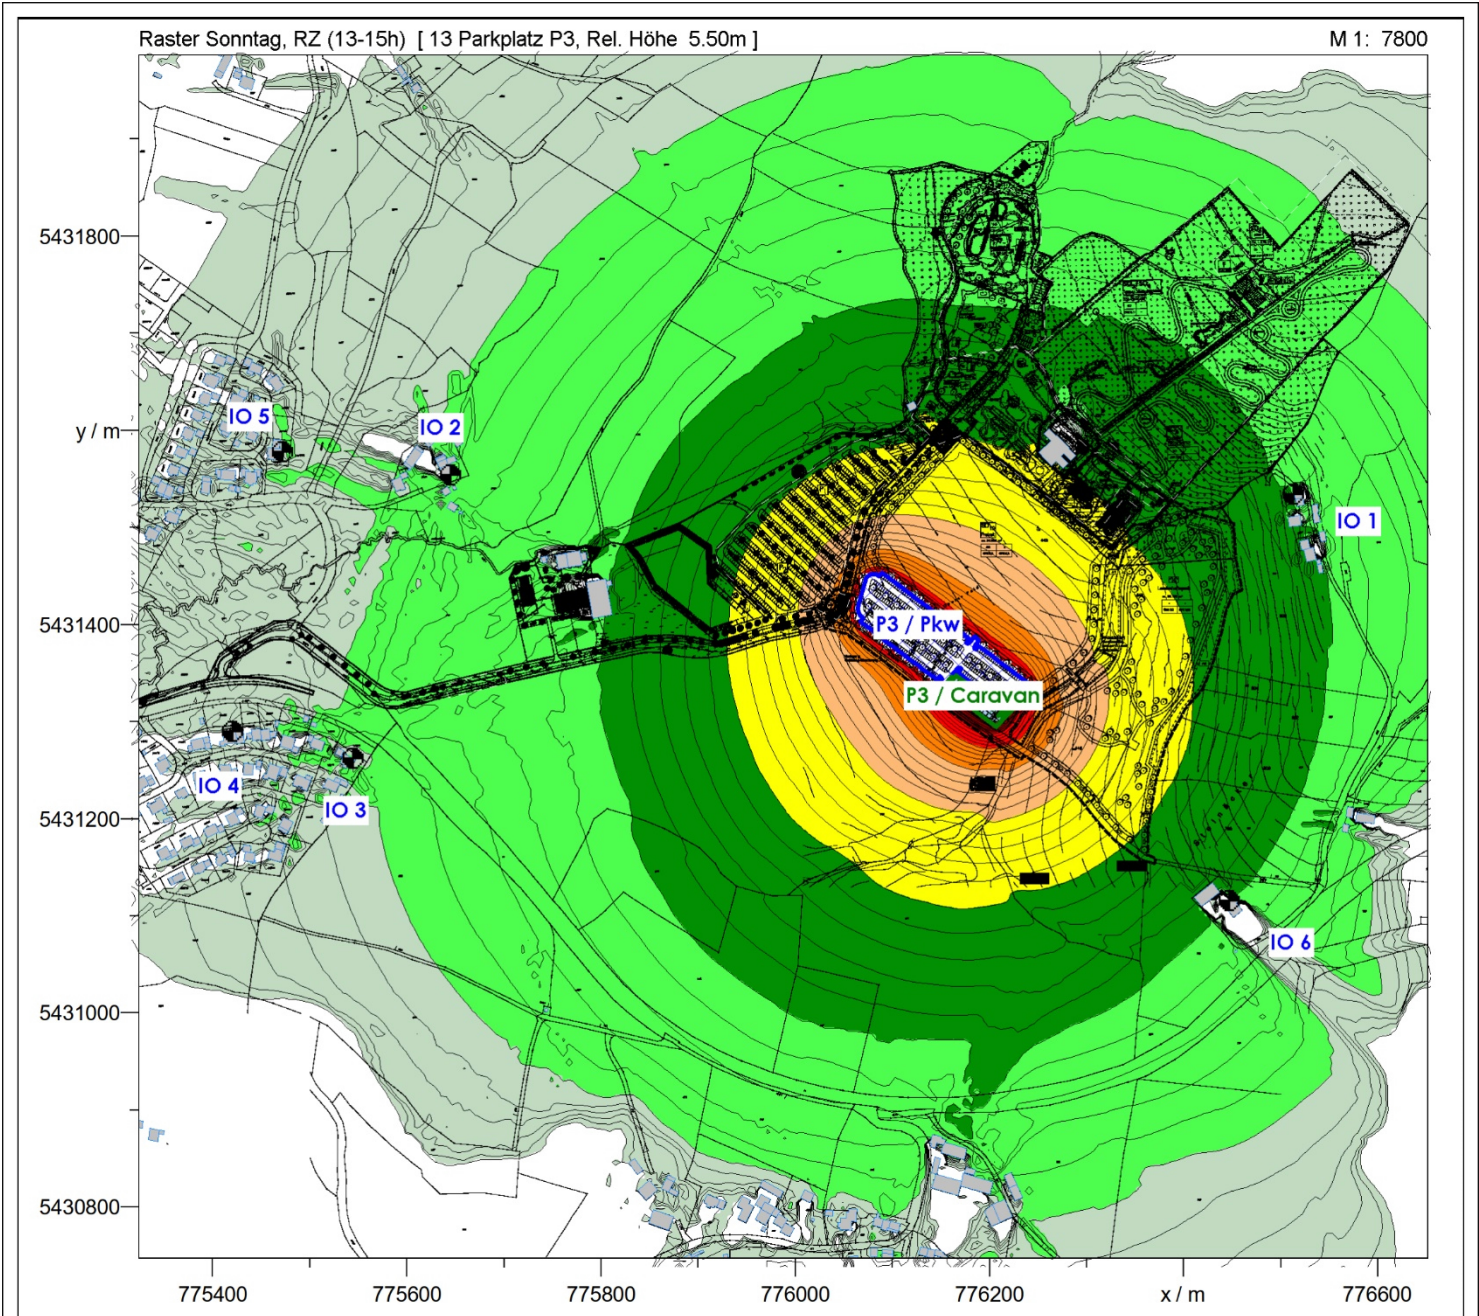 Raster Sonntag, RZ (13-15h) [ 13 Parkplatz P3, Rel. Höhe 5.50m ]
M 1: 7800
5431800
y / m
IO 5
IO 2
IO 1
5431400
P3 / Pkw
P3 / Caravan
IO 4
IO 3
5431200
IO 6
5431000
5430800
775400
775600
775800
776000
776200
x / m
776600